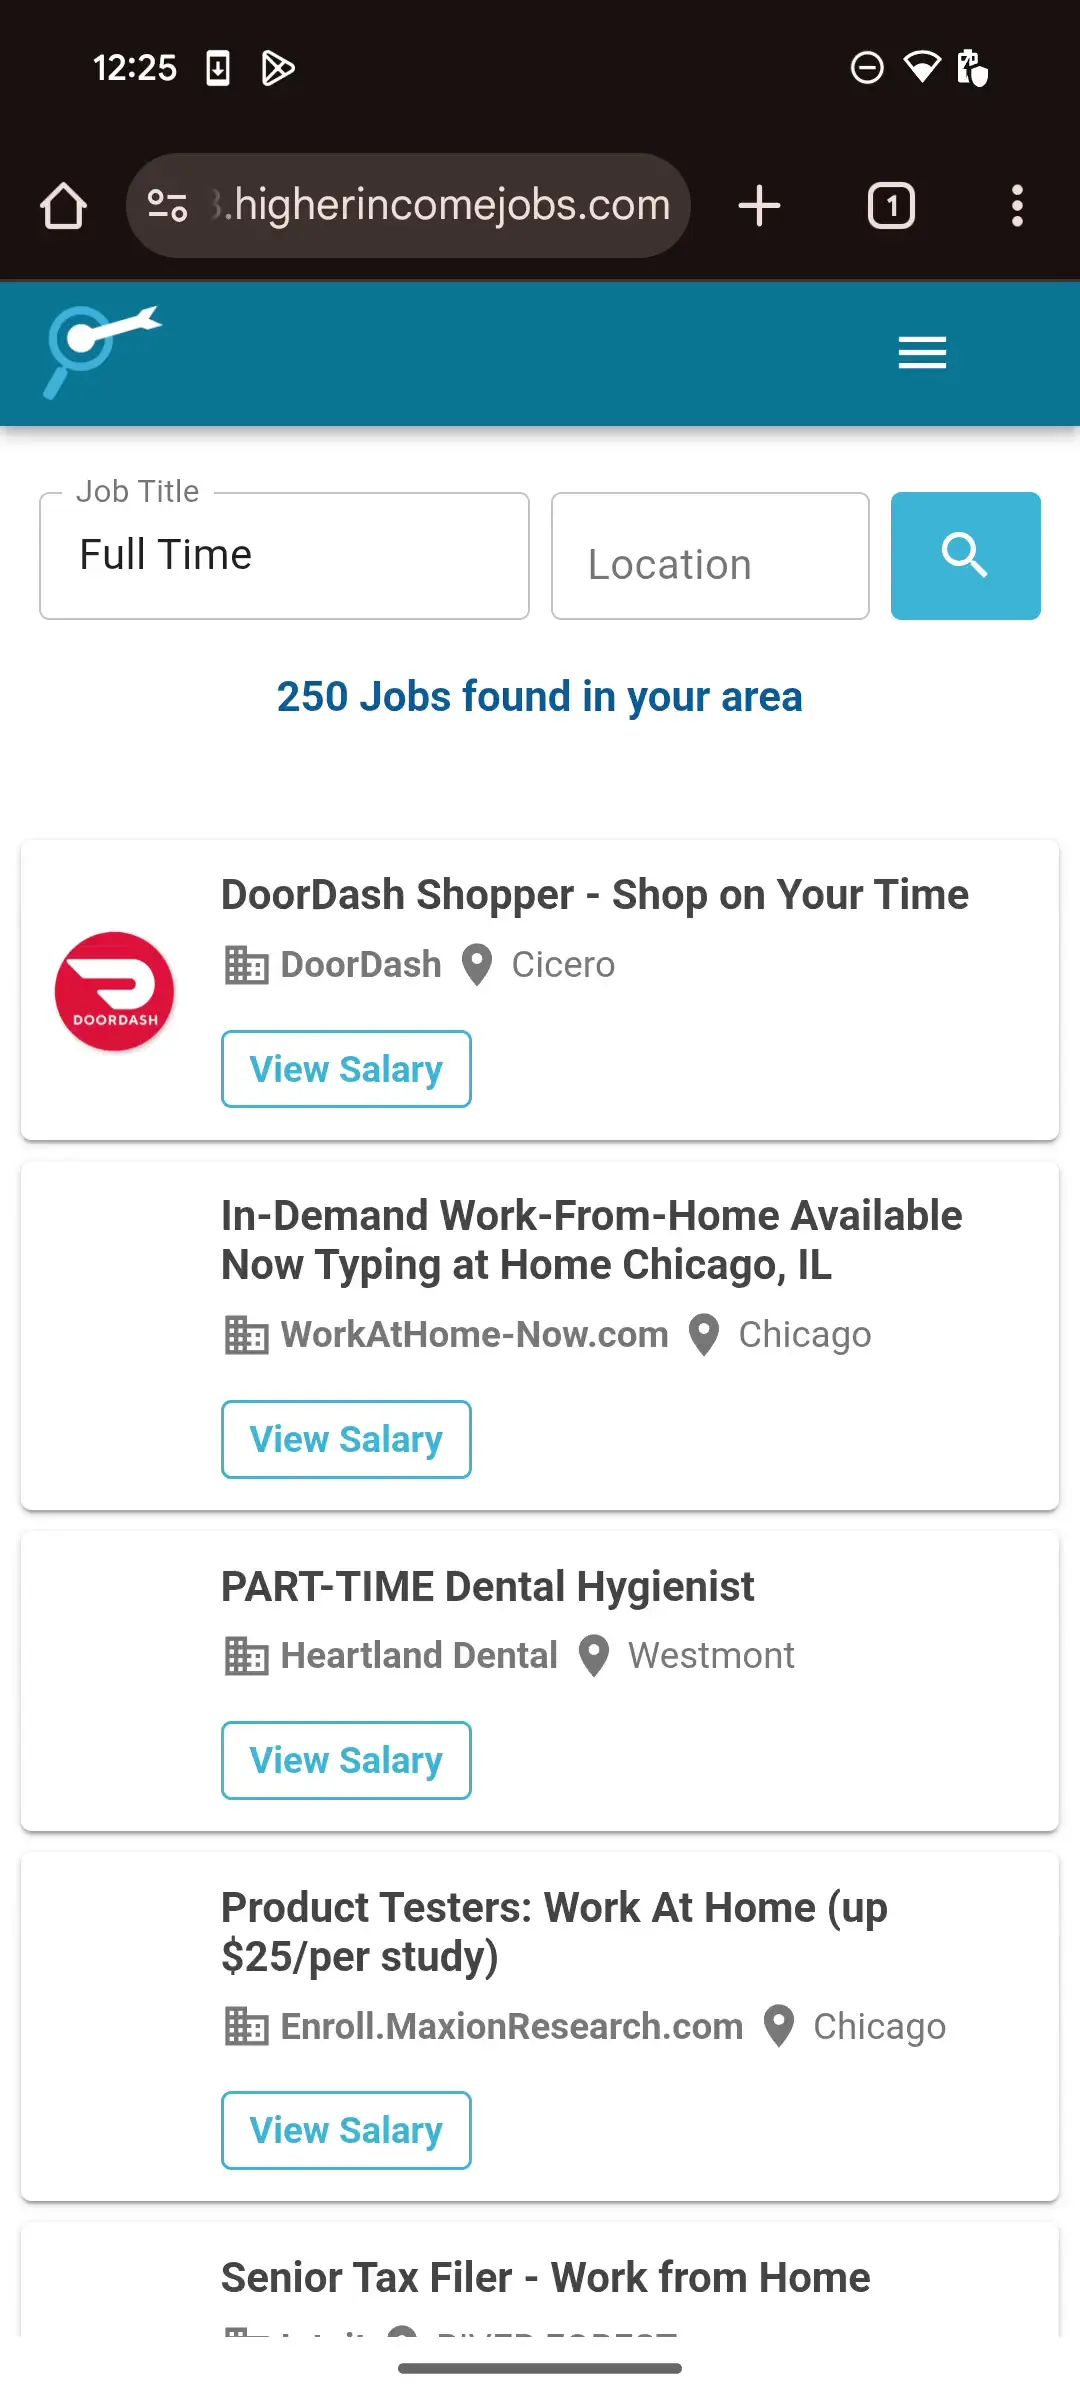 12:25
.higherincomejobs.com
1
Job Title
Full Time
Location
250 Jobs found in your area
DoorDash Shopper - Shop on Your Time
DOORDASH
DoorDash Cicero
View Salary
In-Demand Work-From-Home Available
Now Typing at Home Chicago, IL
WorkAtHome-Now.com Chicago
View Salary
PART-TIME Dental Hygienist
Heartland Dental Westmont
View Salary
Product Testers: Work At Home (up
$25/per study)
Enroll.MaxionResearch.com Chicago
View Salary
Senior Tax Filer - Work from Home